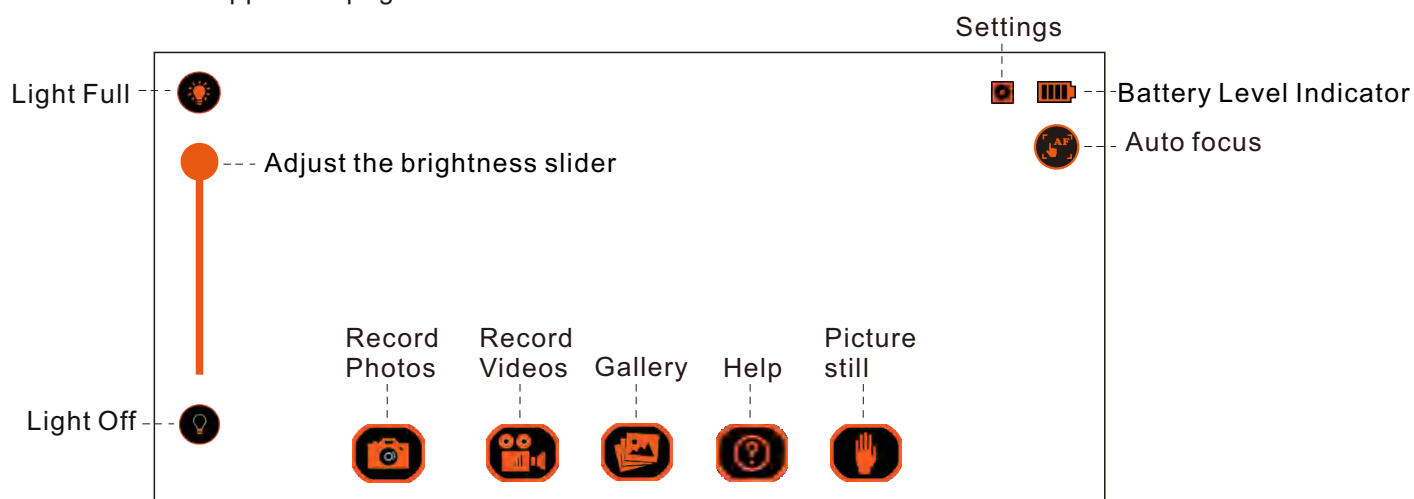 Settings
Light Full
Battery Level Indicator
AF
Auto focus
Adjust the brightness slider
Record
Photos
Record
Videos
Gallery
Help
Picture
still
Light Off